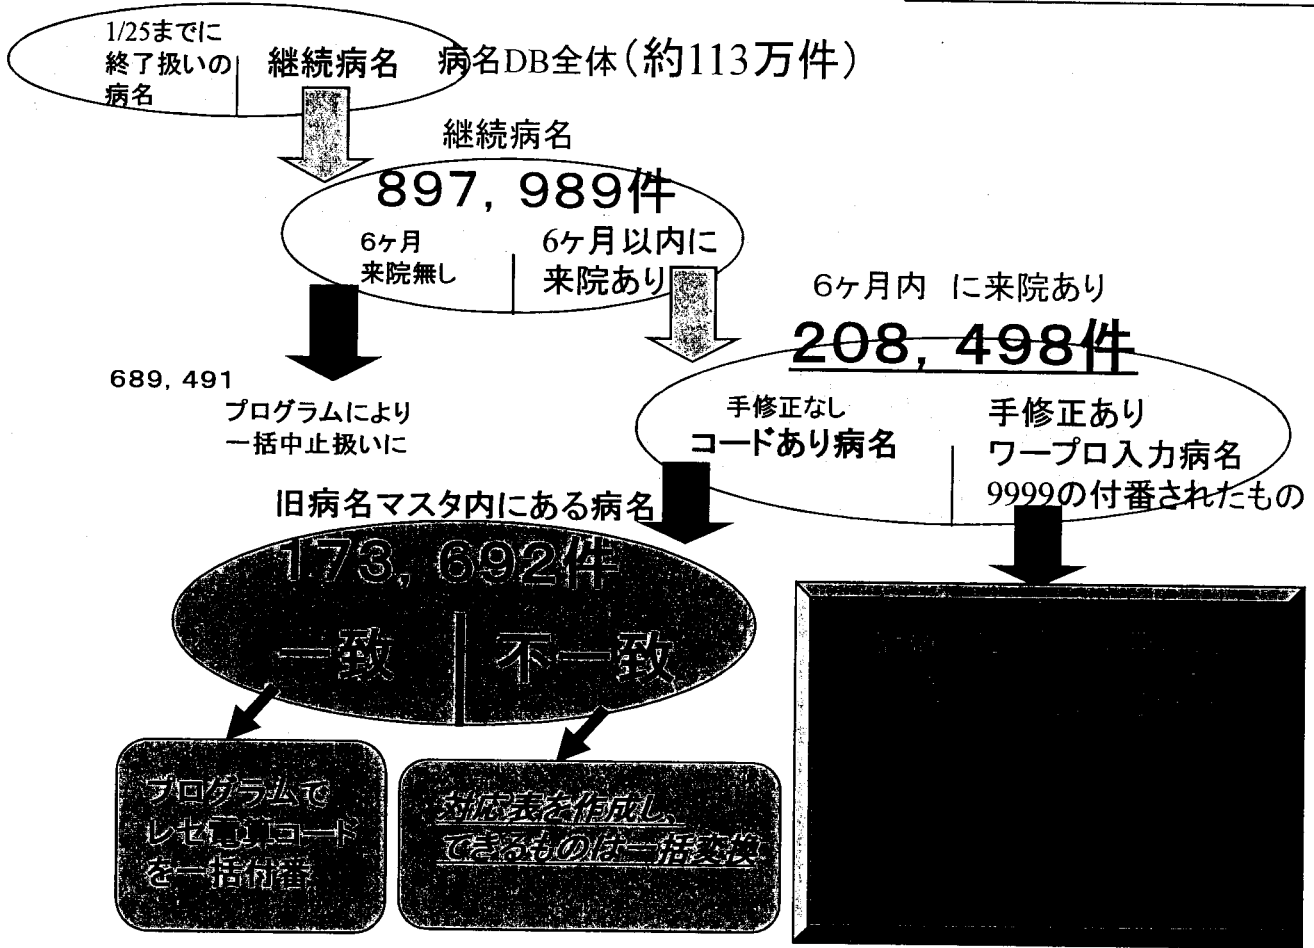 1/25までに
終了扱いの
病名
継続病名
病名DB全体(約113万件)
継続病名
897, 989件
6ヶ月
来院無し
6ヶ月以内に
来院あり
6ヶ月内 に来院あり
208, 498件
689, 491
プログラムにより
一括中止扱いに
手修正なし
コードあり病名
手修正あり
ワープロ入力病名
9999の付番されたもの
旧病名マスタ内にある病名
173, 692件
一致
不一致
プログラムで
レセ電算コード
を一括付番
対応表を作成し、
できるものは一括変換